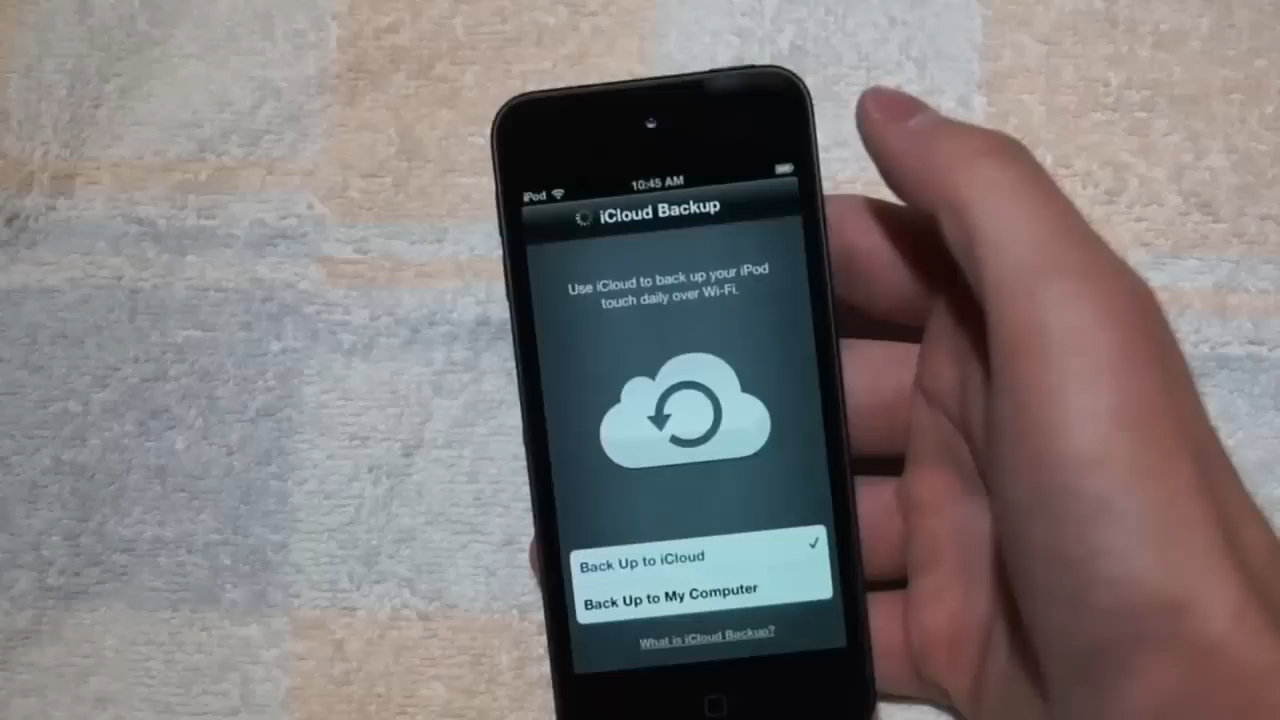 iPod
10:45 AM
iCloud Backup
Use iCloud to back up your iPod
touch daily over Wi-Fi.
Back Up to iCloud
Back Up to My Computer
What is iCloud Backup?